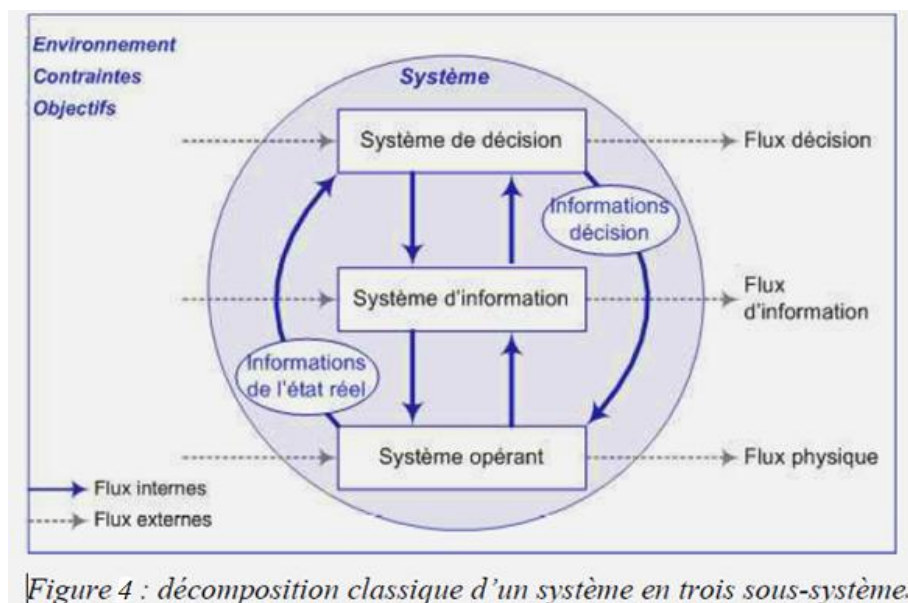 Environnement
Contraintes
Objectifs
Système
Système de décision
Flux décision
Informations
décision
Système d'information
Flux
d'information
Informations
de l'état réel
Système opérant
Flux physique
Flux internes
Flux externes
Figure 4 : décomposition classique d'un système en trois sous-système.